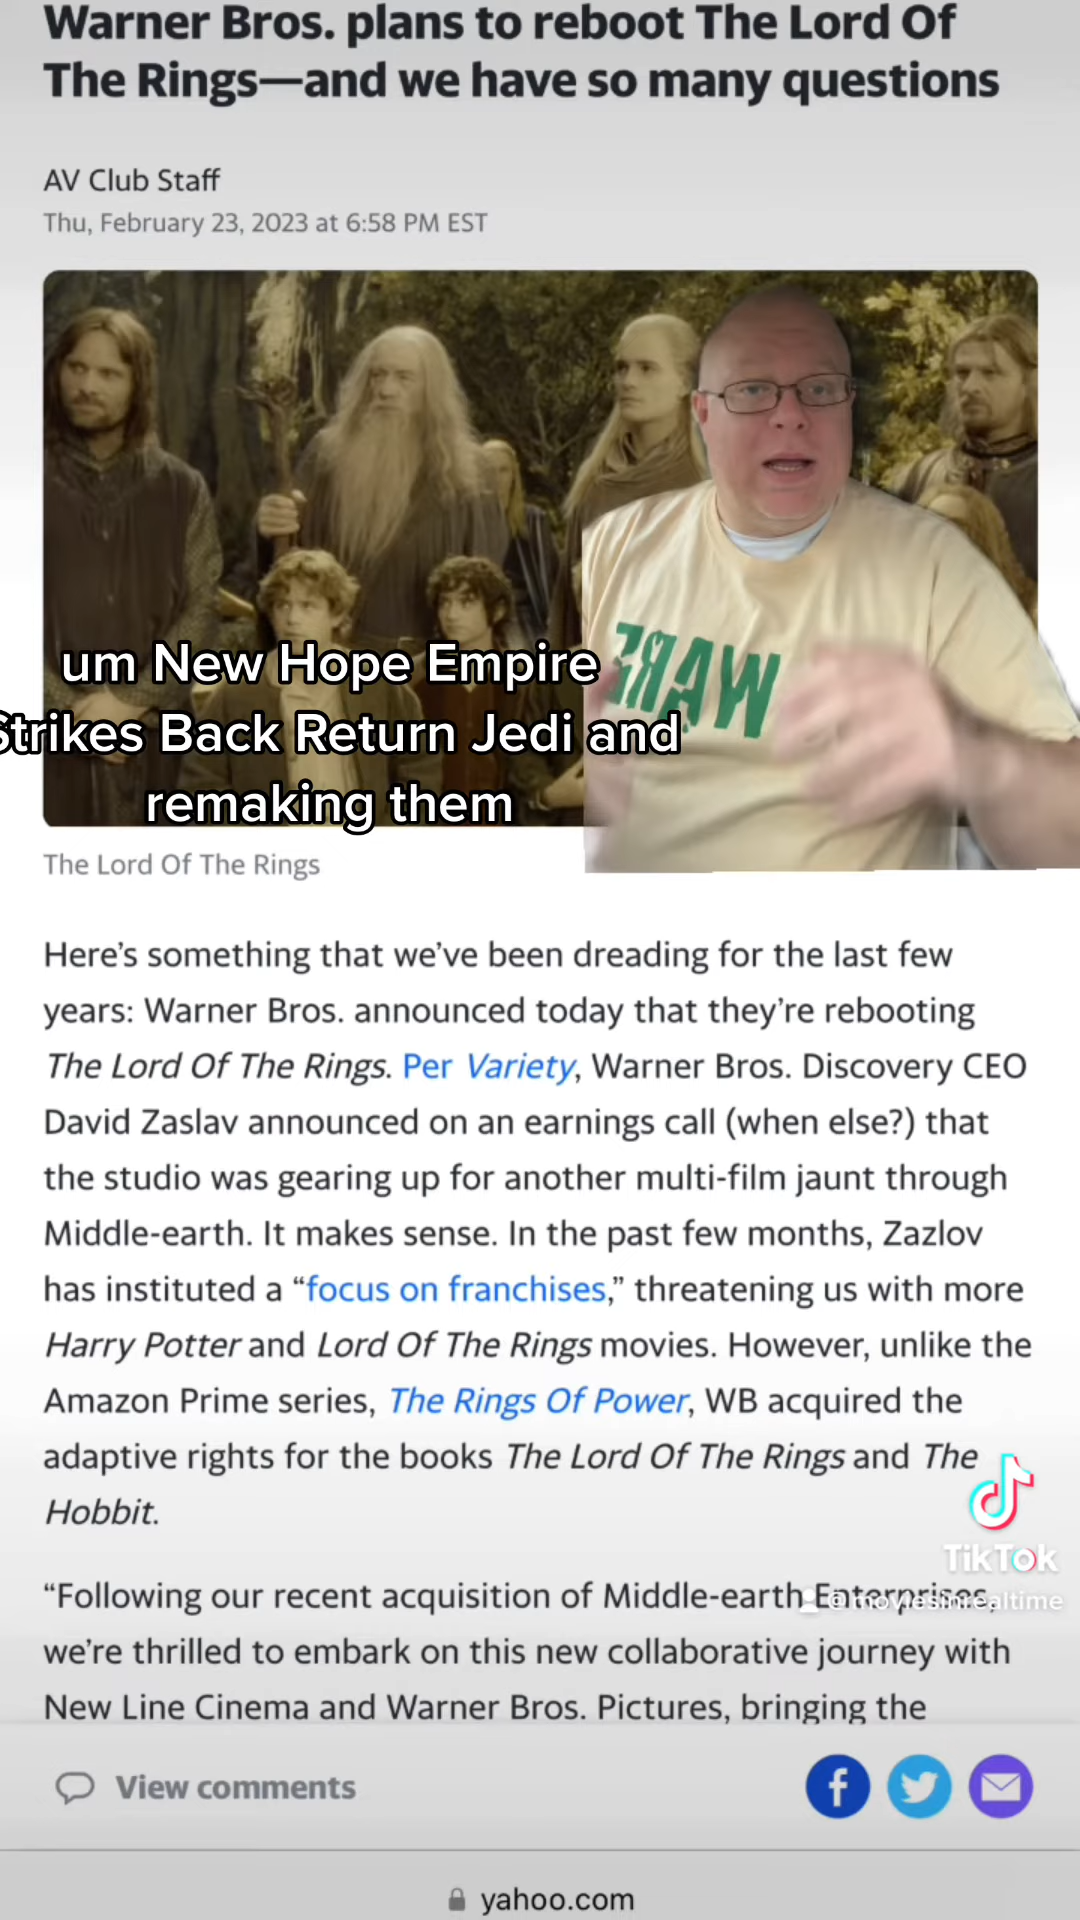 Warner Bros. plans to reboot The Lord Of
The Rings—and we have so many questions
AV Club Staff
Thu, February 23, 2023 at 6:58 PM EST
WARE
um New Hope Empire
Strikes Back Return Jedi and
remaking them
The Lord Of The Rings
Here’s something that we’ve been dreading for the last few
years: Warner Bros. announced today that they’re rebooting
The Lord Of The Rings. Per Variety, Warner Bros. Discovery CEO
David Zaslav announced on an earnings call (when else?) that
the studio was gearing up for another multi-film jaunt through
Middle-earth. It makes sense. In the past few months, Zazlov
has instituted a “focus on franchises,” threatening us with more
Harry Potter and Lord Of The Rings movies. However, unlike the
Amazon Prime series, The Rings Of Power, WB acquired the
adaptive rights for the books The Lord Of The Rings and The
Hobbit.
TikTok
@moviesinrealtime
“Following our recent acquisition of Middle-earth Enterprises,
we’re thrilled to embark on this new collaborative journey with
New Line Cinema and Warner Bros. Pictures, bringing the
View comments
yahoo.com